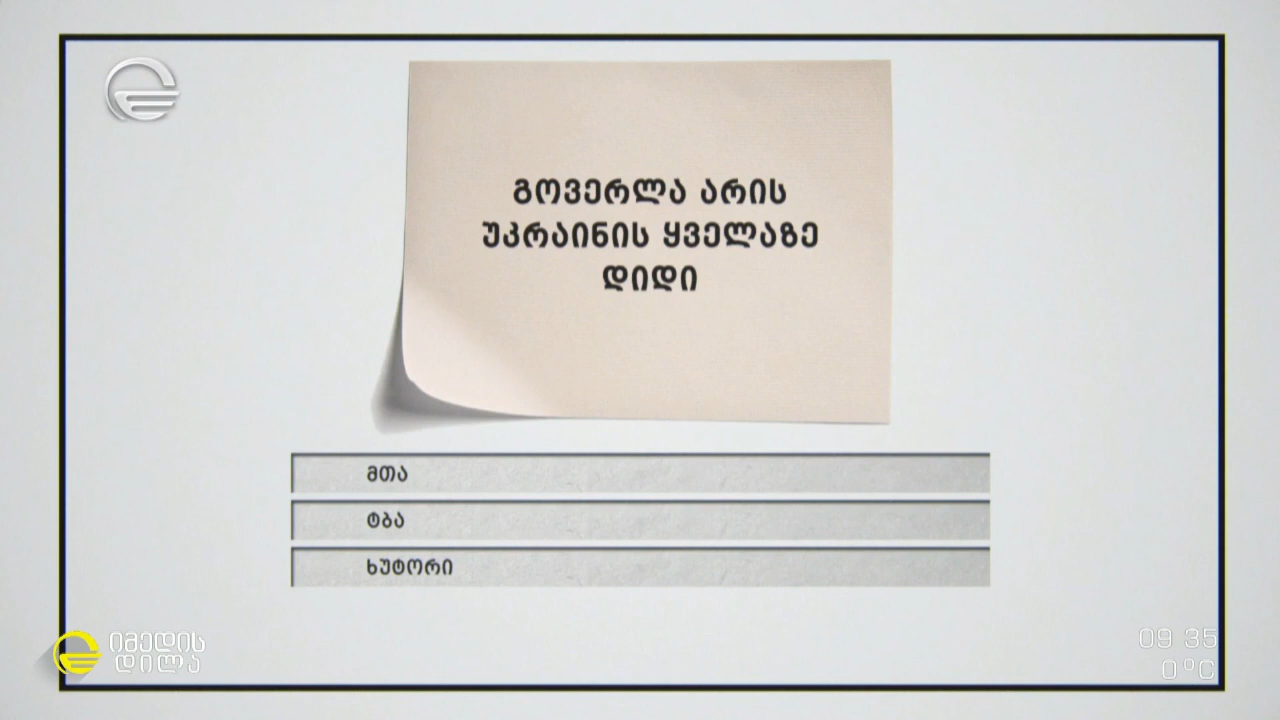 გოვერლა არის
უკრაინის ყველაზე
დიდი
მთა
ტბა
ხუტორი
იმედის
დილა
09 35
0°C